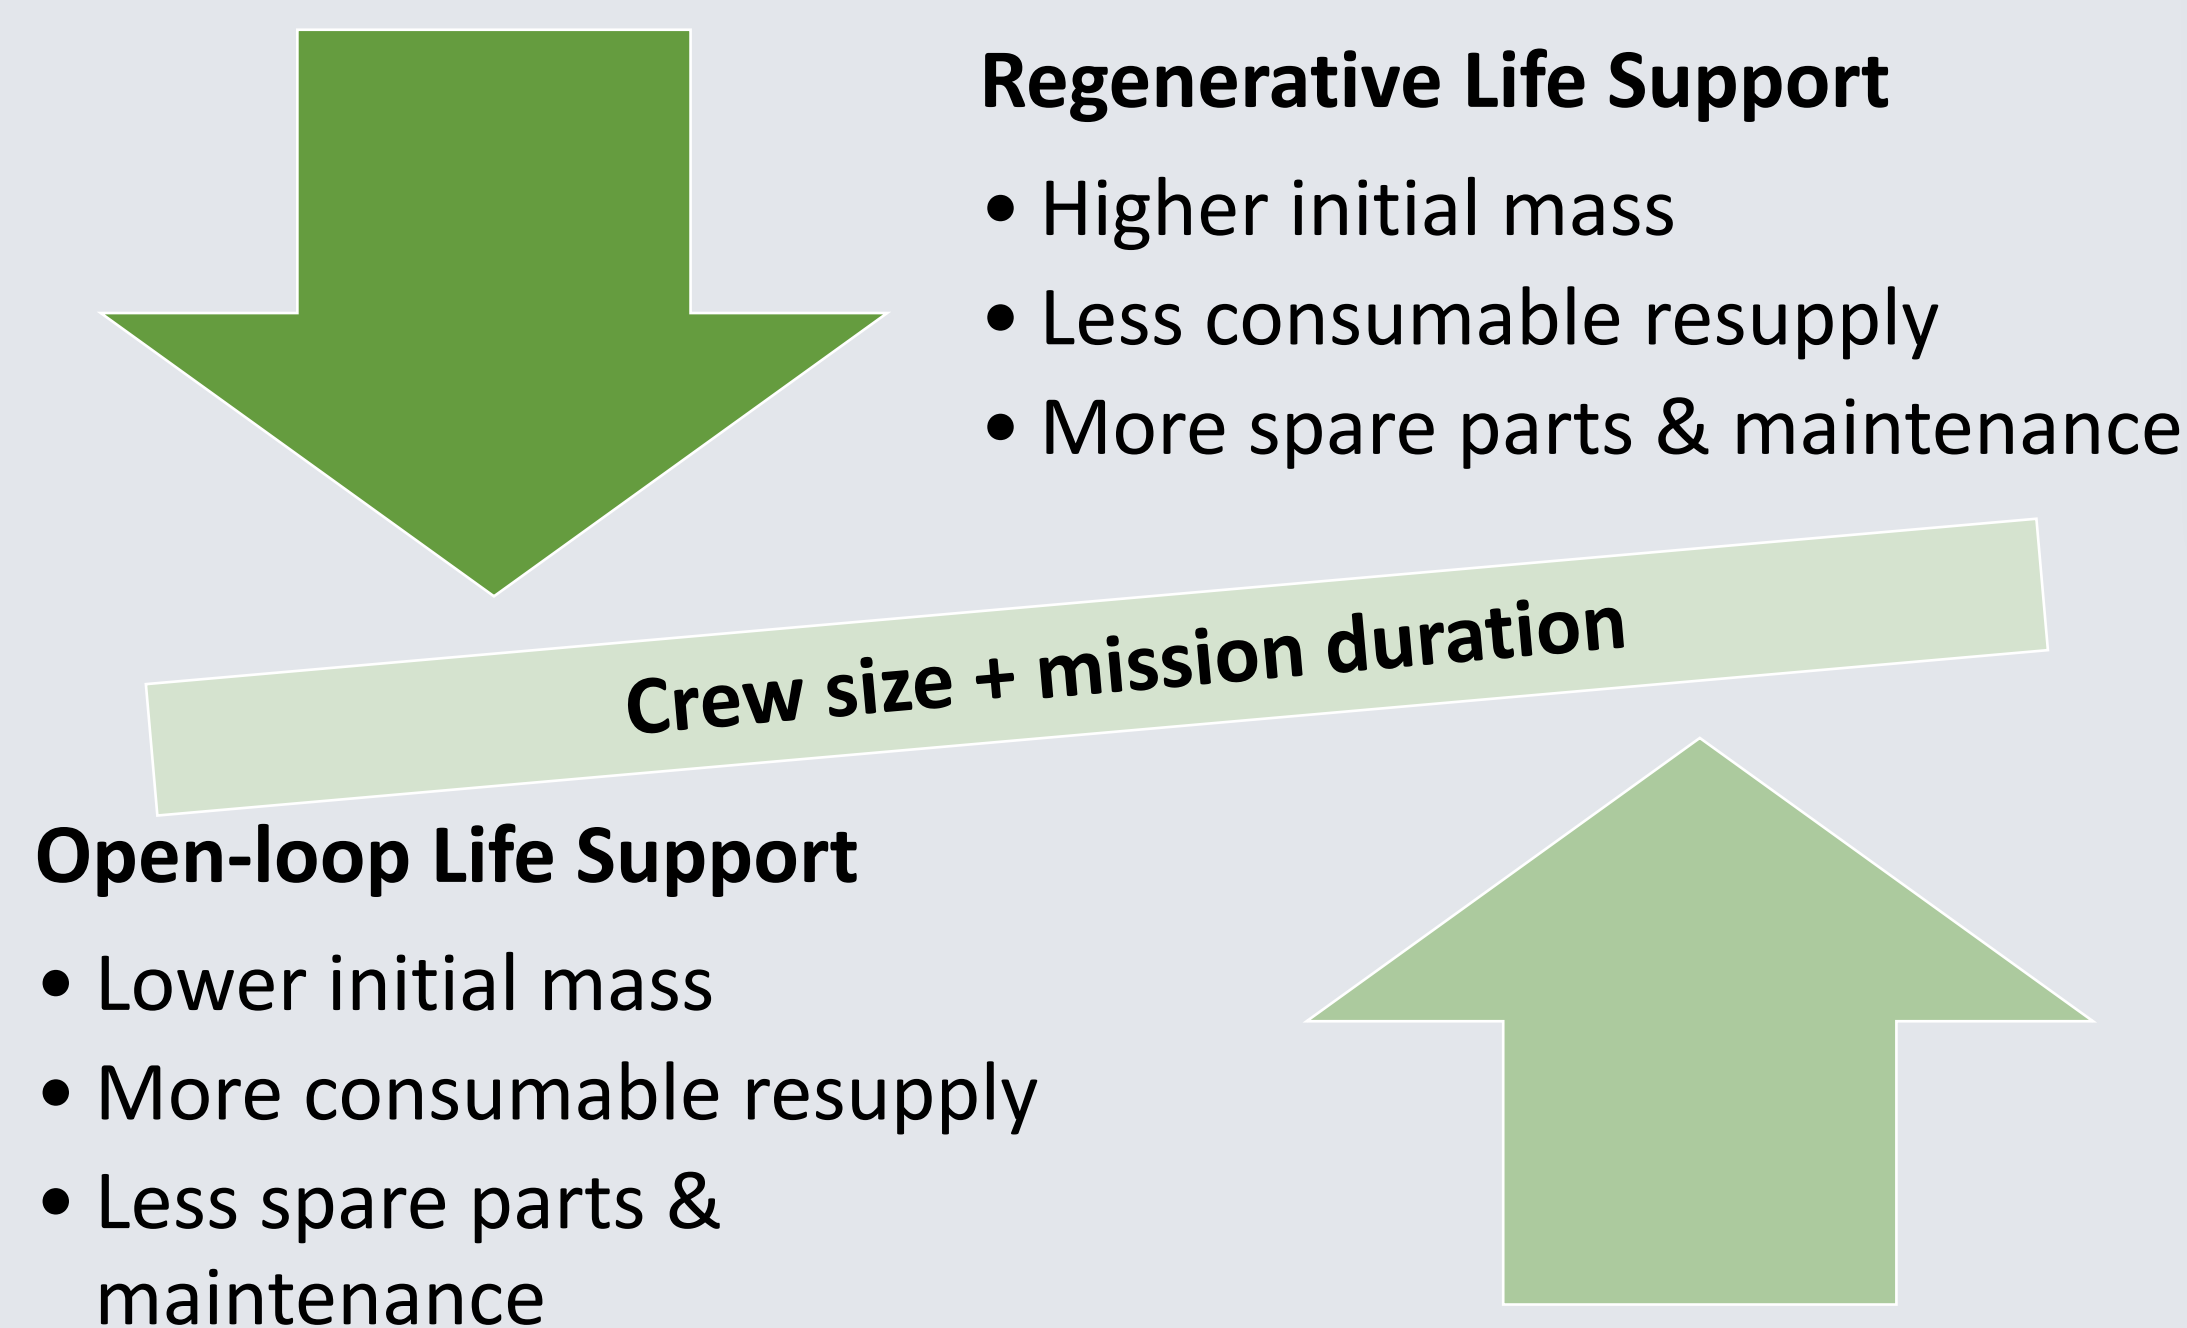 Regenerative Life Support
• Higher initial mass
• Less consumable resupply
• More spare parts & maintenance
Crew size + mission duration
Open-loop Life Support
• Lower initial mass
• More consumable resupply
• Less spare parts &
maintenance